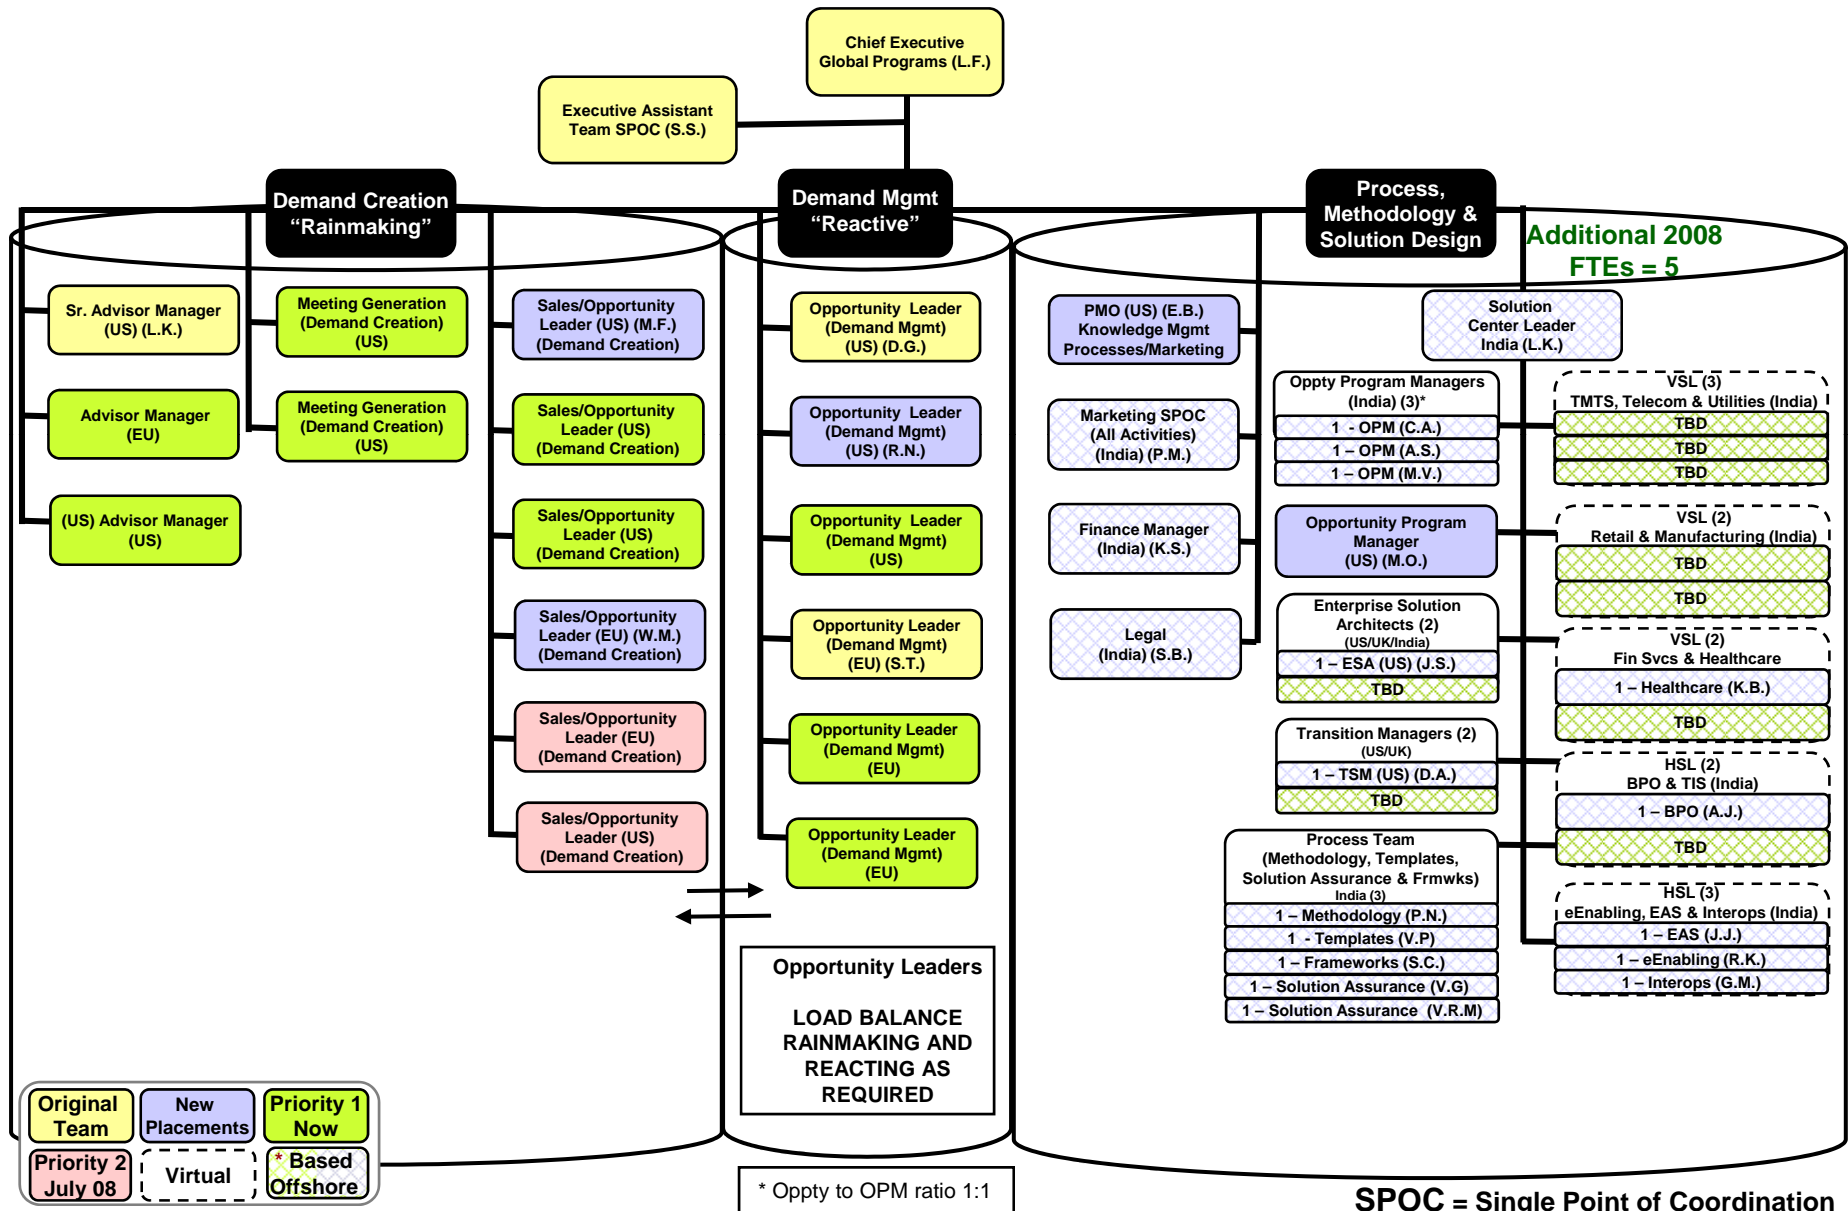 Chief Executive
Global Programs (L.F.)
Executive Assistant
Team SPOC (S.S.)
Demand Creation
“Rainmaking”
Demand Mgmt
“Reactive”
Process,
Methodology &
Solution Design
Additional 2008
FTEs = 5
Sr. Advisor Manager
(US) (L.K.)
Advisor Manager
(EU)
(US) Advisor Manager
(US)
Meeting Generation
(Demand Creation)
(US)
Meeting Generation
(Demand Creation)
(US)
Sales/Opportunity
Leader (US) (M.F.)
(Demand Creation)
Sales/Opportunity
Leader (US)
(Demand Creation)
Sales/Opportunity
Leader (US)
(Demand Creation)
Sales/Opportunity
Leader (EU) (W.M.)
(Demand Creation)
Sales/Opportunity
Leader (EU)
(Demand Creation)
Sales/Opportunity
Leader (US)
(Demand Creation)
Opportunity Leader
(Demand Mgmt)
(US) (D.G.)
Opportunity Leader
(Demand Mgmt)
(US) (R.N.)
Opportunity Leader
(Demand Mgmt)
(US)
Opportunity Leader
(Demand Mgmt)
(EU) (S.T.)
Opportunity Leader
(Demand Mgmt)
(EU)
Opportunity Leader
(Demand Mgmt)
(EU)
Opportunity Leaders
LOAD BALANCE
RAINMAKING AND
REACTING AS
REQUIRED
PMO (US) (E.B.)
Knowledge Mgmt
Processes/Marketing
Marketing SPOC
(All Activities)
(India) (P.M.)
Finance Manager
(India) (K.S.)
Legal
(India) (S.B.)
Solution
Center Leader
India (L.K.)
Oppty Program Managers
(India) (3)*
1 - OPM (C.A.)
1 – OPM (A.S.)
1 – OPM (M.V.)
Opportunity Program
Manager
(US) (M.O.)
Enterprise Solution
Architects (2)
(US/UK/India)
1 – ESA (US) (J.S.)
TBD
Transition Managers (2)
(US/UK)
1 – TSM (US) (D.A.)
TBD
Process Team
(Methodology, Templates,
Solution Assurance & Frmwks)
India (3)
1 – Methodology (P.N.)
1 - Templates (V.P)
1 – Frameworks (S.C.)
1 – Solution Assurance (V.G)
1 – Solution Assurance (V.R.M)
VSL (3)
TMTS, Telecom & Utilities (India)
TBD
TBD
TBD
VSL (2)
Retail & Manufacturing (India)
TBD
TBD
VSL (2)
Fin Svcs & Healthcare
1 – Healthcare (K.B.)
TBD
HSL (2)
BPO & TIS (India)
1 – BPO (A.J.)
TBD
HSL (3)
eEnabling, EAS & Interops (India)
1 – EAS (J.J.)
1 – eEnabling (R.K.)
1 – Interops (G.M.)
Original
Team
New
Placements
Priority 1
Now
Priority 2
July 08
Virtual
* Based
Offshore
* Oppty to OPM ratio 1:1
SPOC = Single Point of Coordination